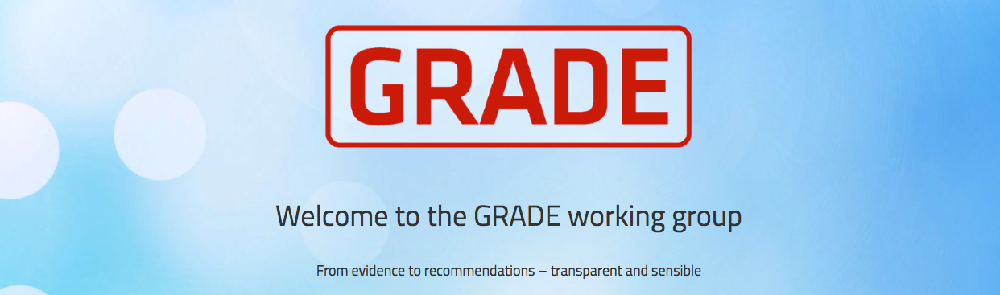 GRADE
Welcome to the GRADE working group
From evidence to recommendations – transparent and sensible